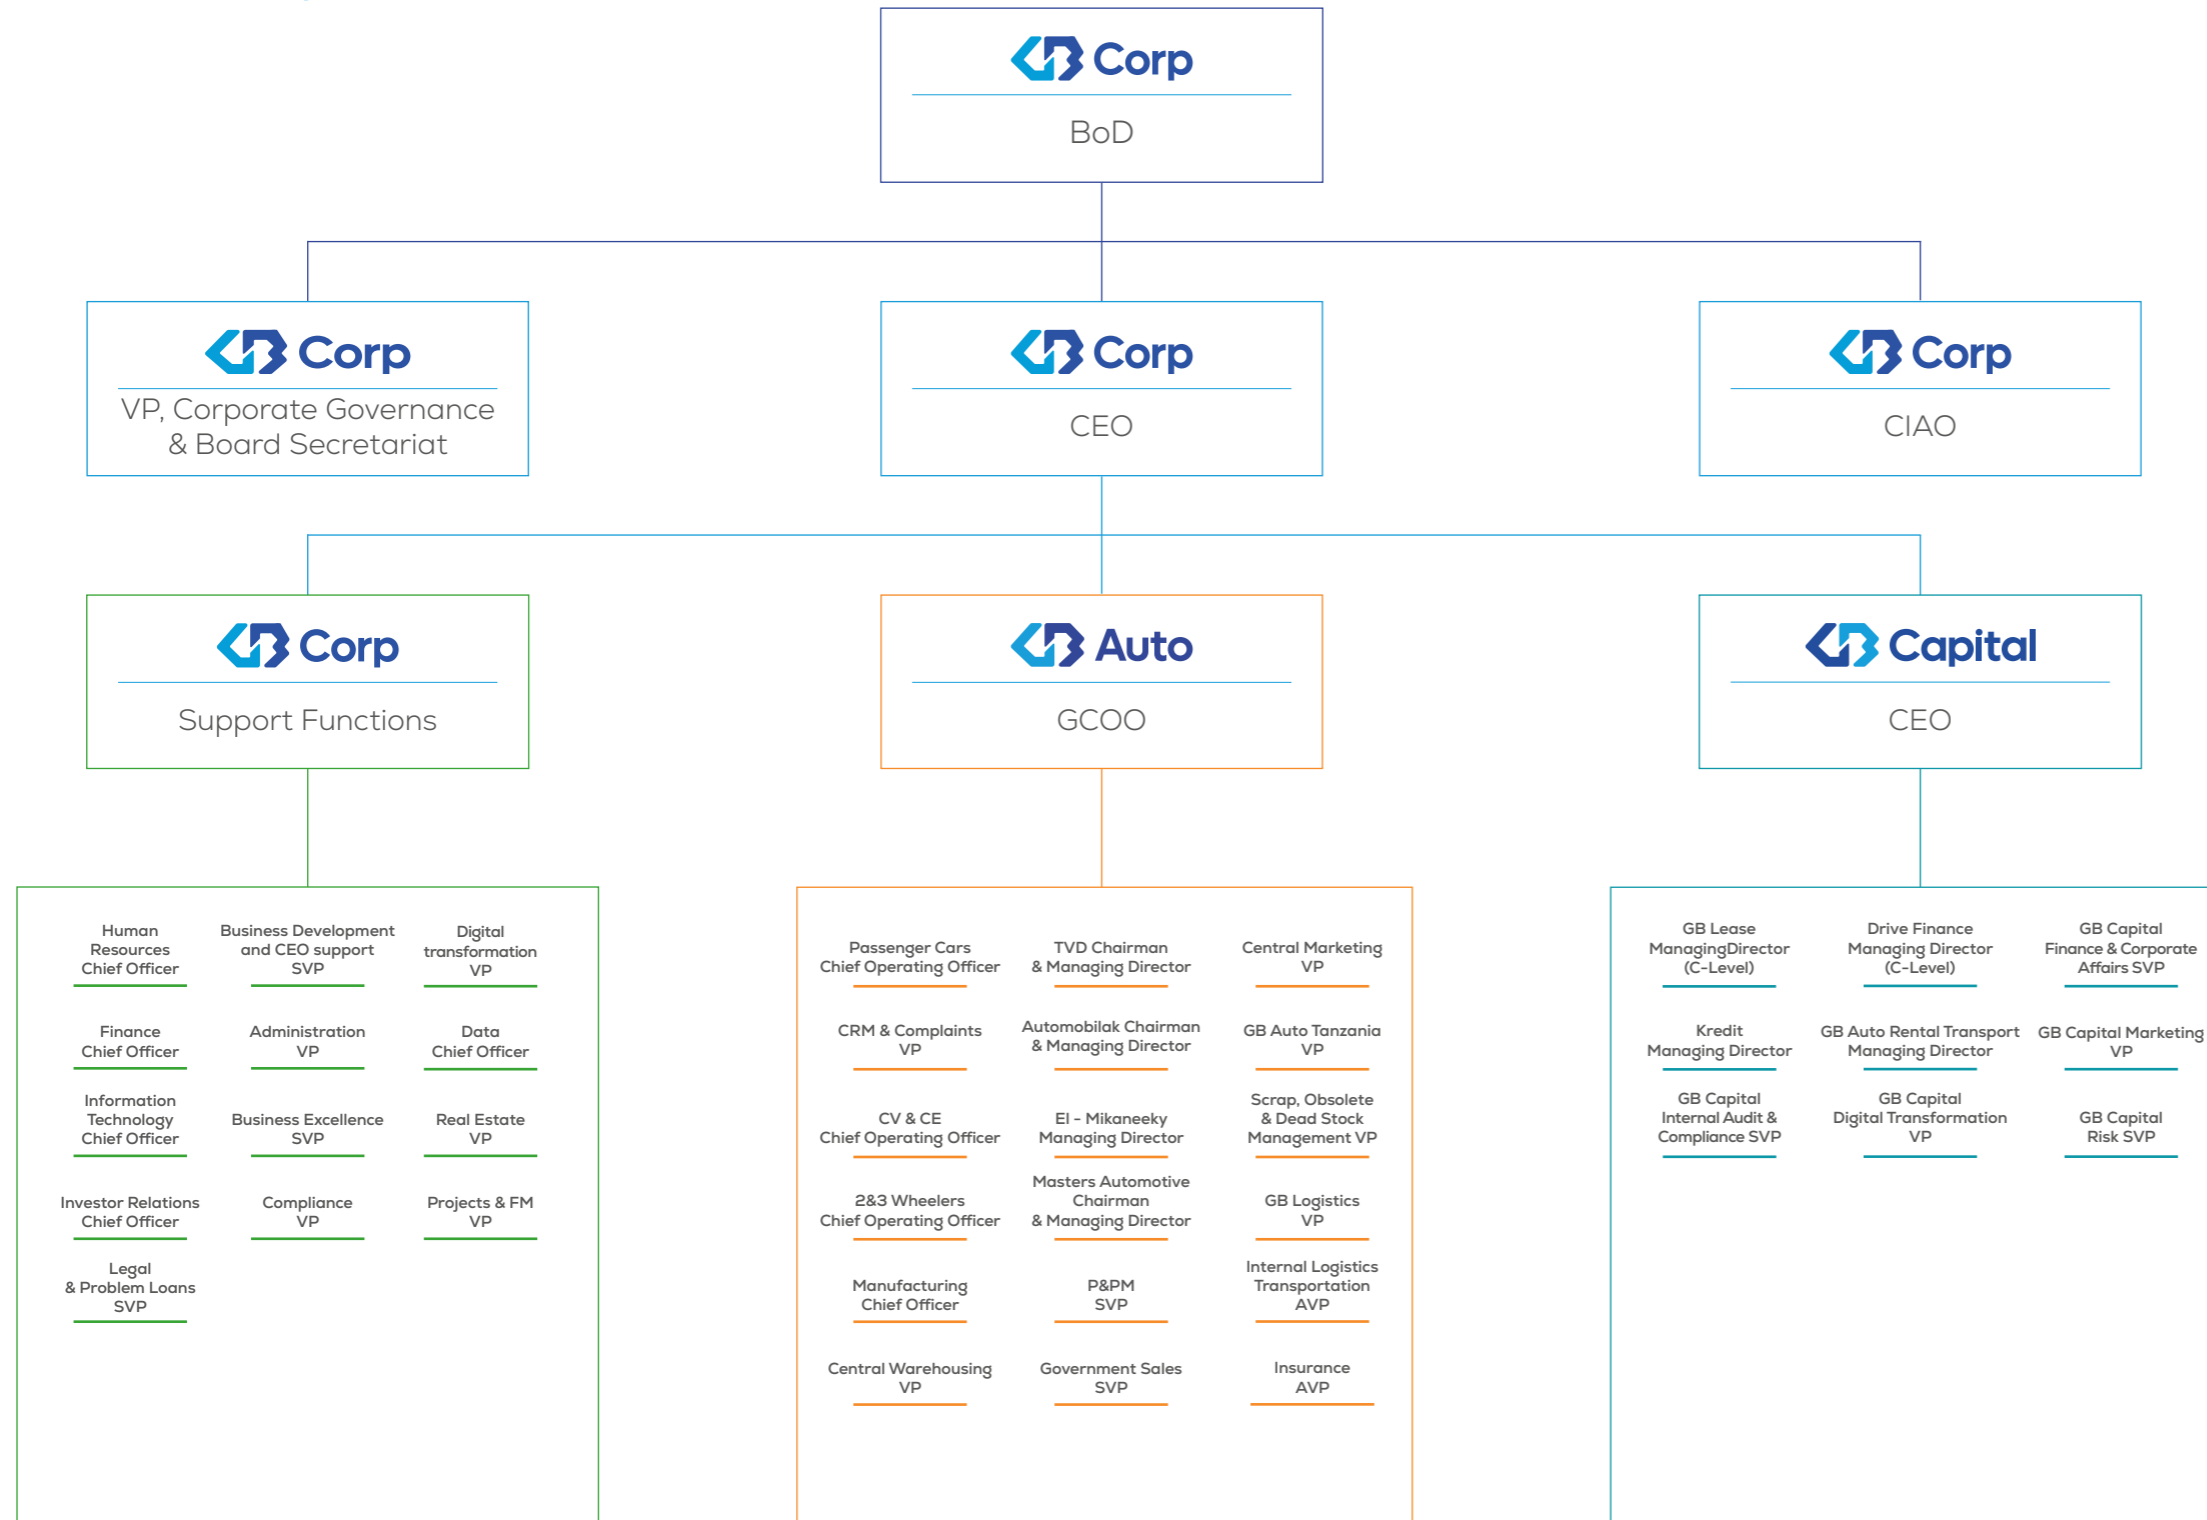 GB Corp
BoD
GB Corp
VP, Corporate Governance
& Board Secretariat
GB Corp
CEO
GB Corp
CIAO
GB Corp
Support Functions
GB Auto
GCOO
GB Capital
CEO
Human
Resources
Chief Officer
Business Development
and CEO support
SVP
Digital
transformation
VP
Finance
Chief Officer
Administration
VP
Data
Chief Officer
Information
Technology
Chief Officer
Business Excellence
SVP
Real Estate
VP
Investor Relations
Chief Officer
Compliance
VP
Projects & FM
VP
Legal
& Problem Loans
SVP
Passenger Cars
Chief Operating Officer
TVD Chairman
& Managing Director
Central Marketing
VP
CRM & Complaints
VP
Automobilak Chairman
& Managing Director
GB Auto Tanzania
VP
CV & CE
Chief Operating Officer
El - Mikaneeky
Managing Director
Scrap, Obsolete
& Dead Stock
Management VP
2&3 Wheelers
Chief Operating Officer
Masters Automotive
Chairman
& Managing Director
GB Logistics
VP
Manufacturing
Chief Officer
P&PM
SVP
Internal Logistics
Transportation
AVP
Central Warehousing
VP
Government Sales
SVP
Insurance
AVP
GB Lease
ManagingDirector
(C-Level)
Drive Finance
Managing Director
(C-Level)
GB Capital
Finance & Corporate
Affairs SVP
Kredit
Managing Director
GB Auto Rental Transport
Managing Director
GB Capital Marketing
VP
GB Capital
Internal Audit &
Compliance SVP
GB Capital
Digital Transformation
VP
GB Capital
Risk SVP